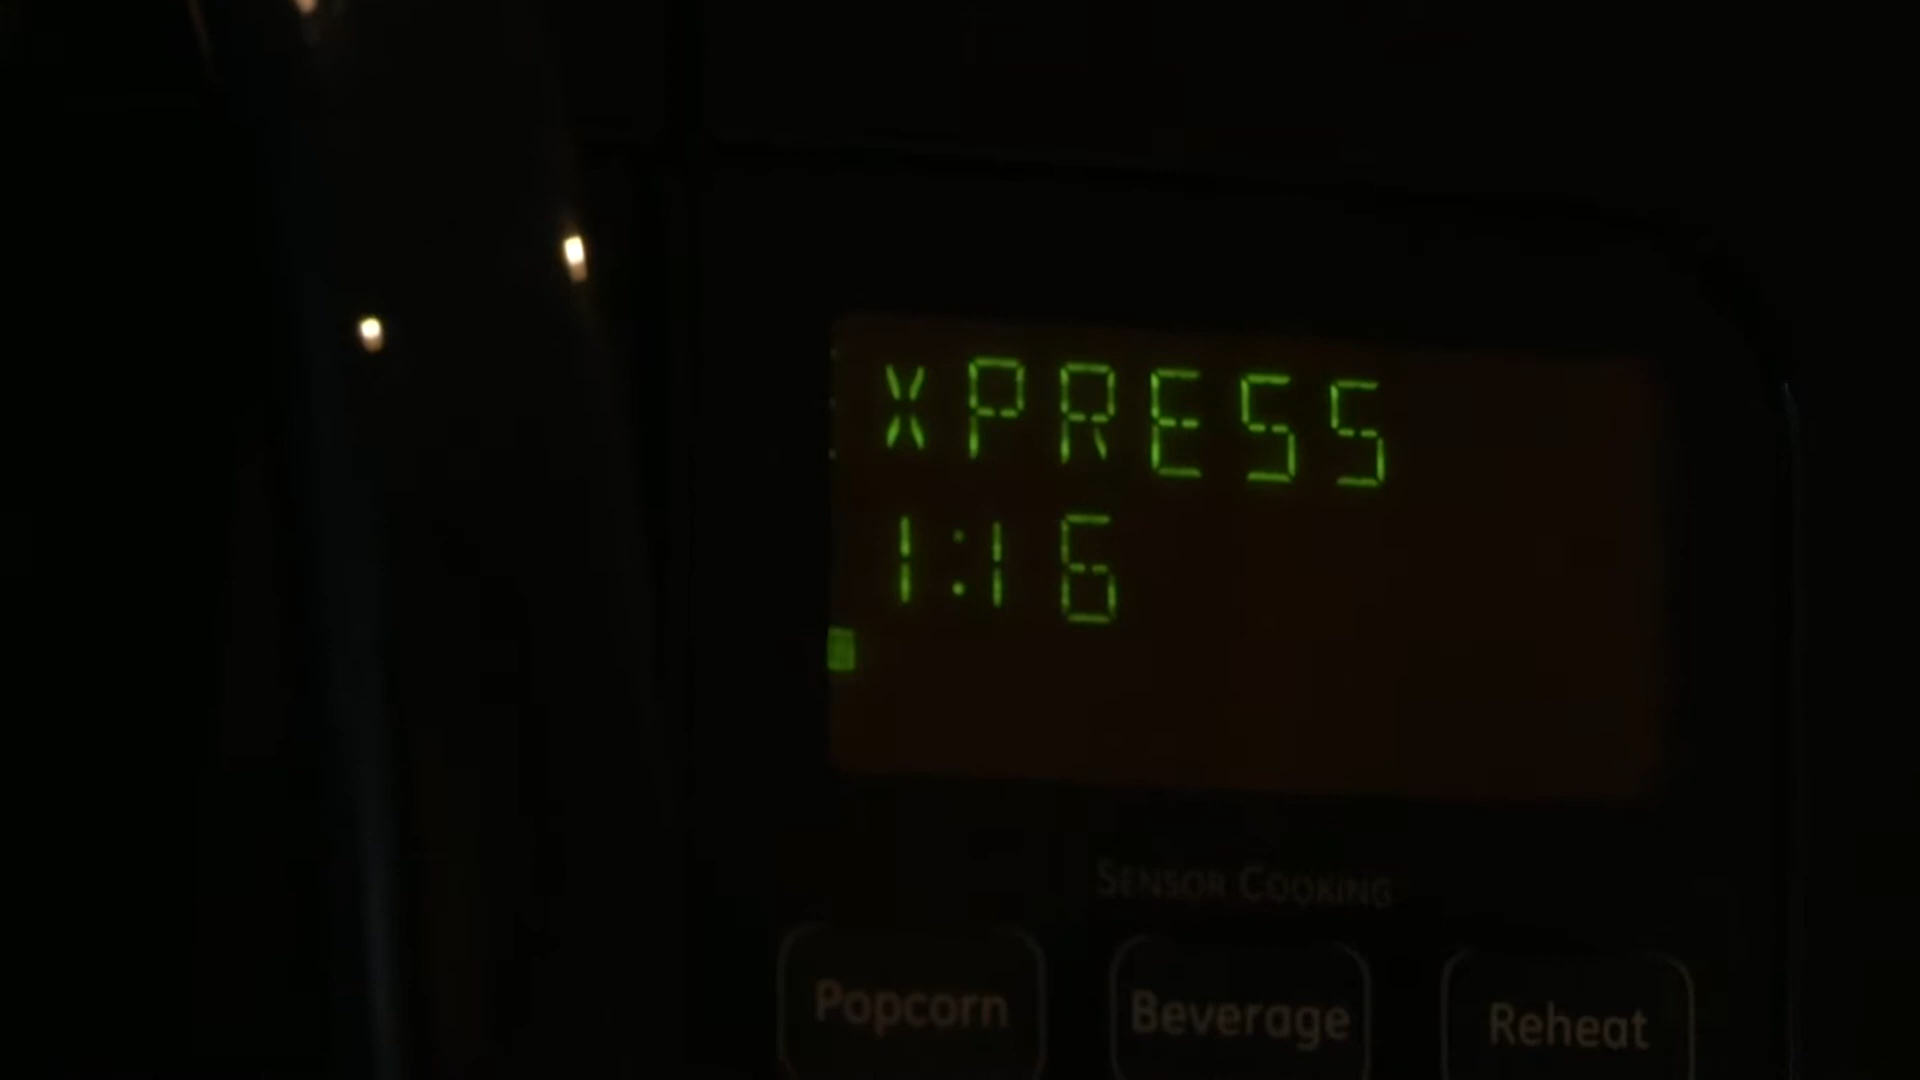 XPRESS
1:16
SENSOR COOKING
Popcorn
Beverage
Reheat